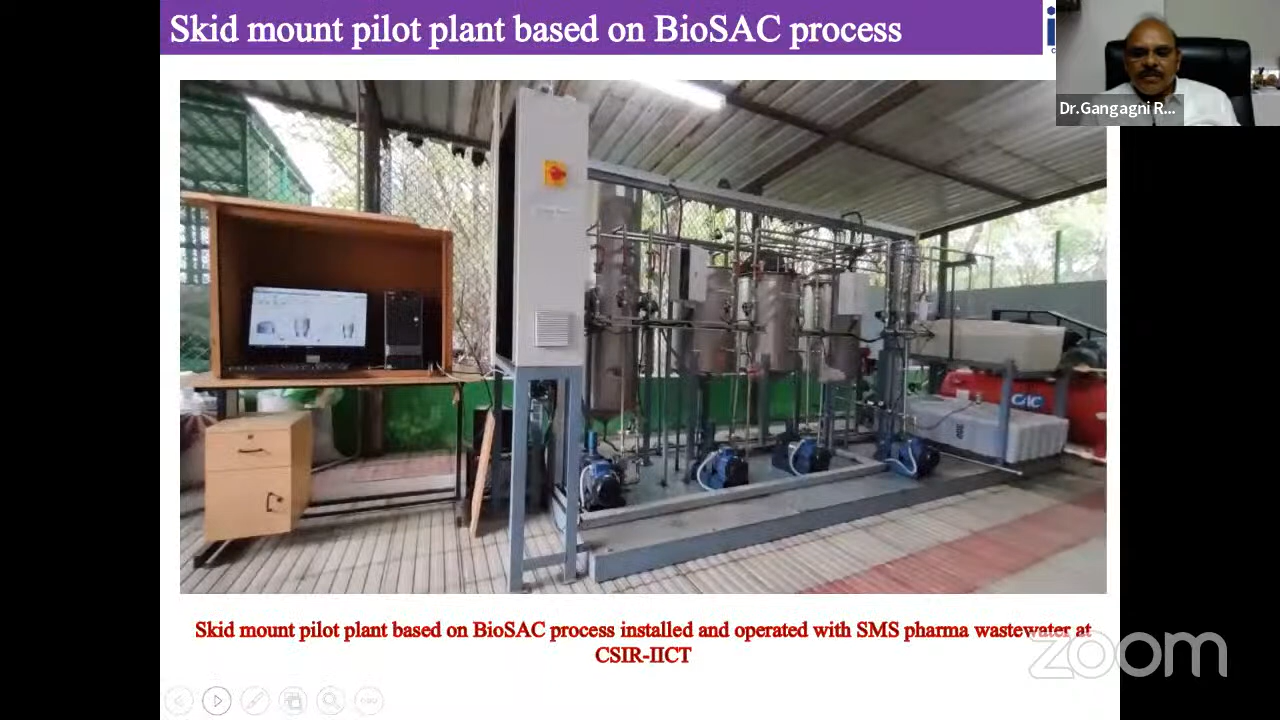 Skid mount pilot plant based on BioSAC process
Dr.Gangagni R...
CAC
Skid mount pilot plant based on BioSAC process installed and operated with SMS pharma wastewater at
CSIR-IICT
zoom